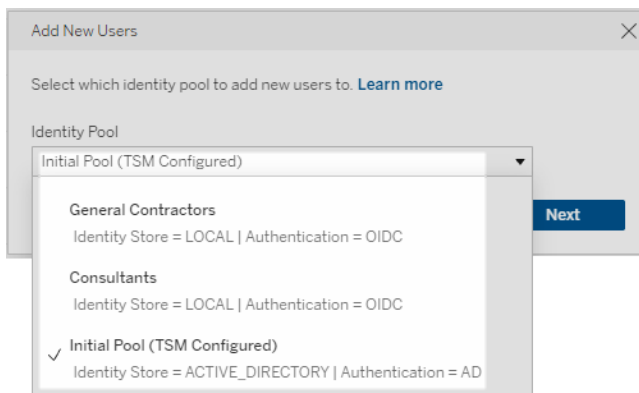 Add New Users
Select which identity pool to add new users to. Learn more
Identity Pool
Initial Pool (TSM Configured)
General Contractors
Identity Store = LOCAL | Authentication = OIDC
Next
Consultants
Identity Store = LOCAL | Authentication = OIDC
Initial Pool (TSM Configured)
Identity Store = ACTIVE_DIRECTORY | Authentication = AD